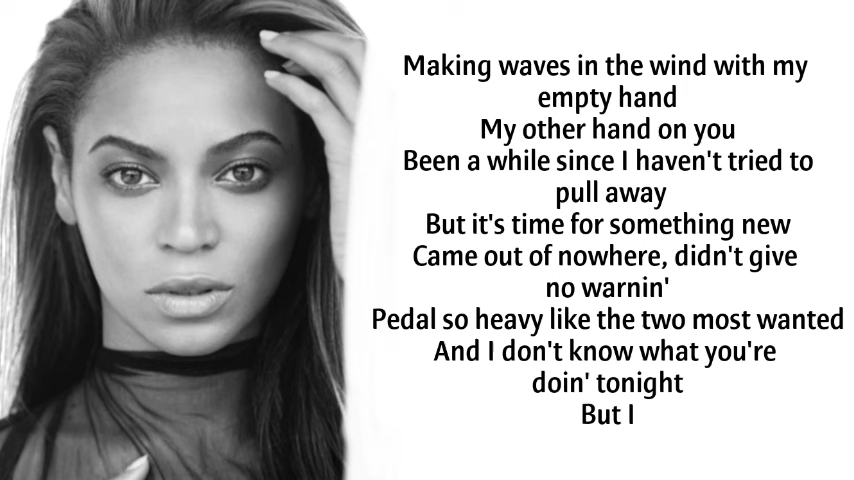 Making waves in the wind with my
empty hand
My other hand on you
Been a while since I haven't tried to
pull away
But it's time for something new
Came out of nowhere, didn't give
no warnin'
Pedal so heavy like the two most wanted
And I don't know what you're
doin' tonight
But I